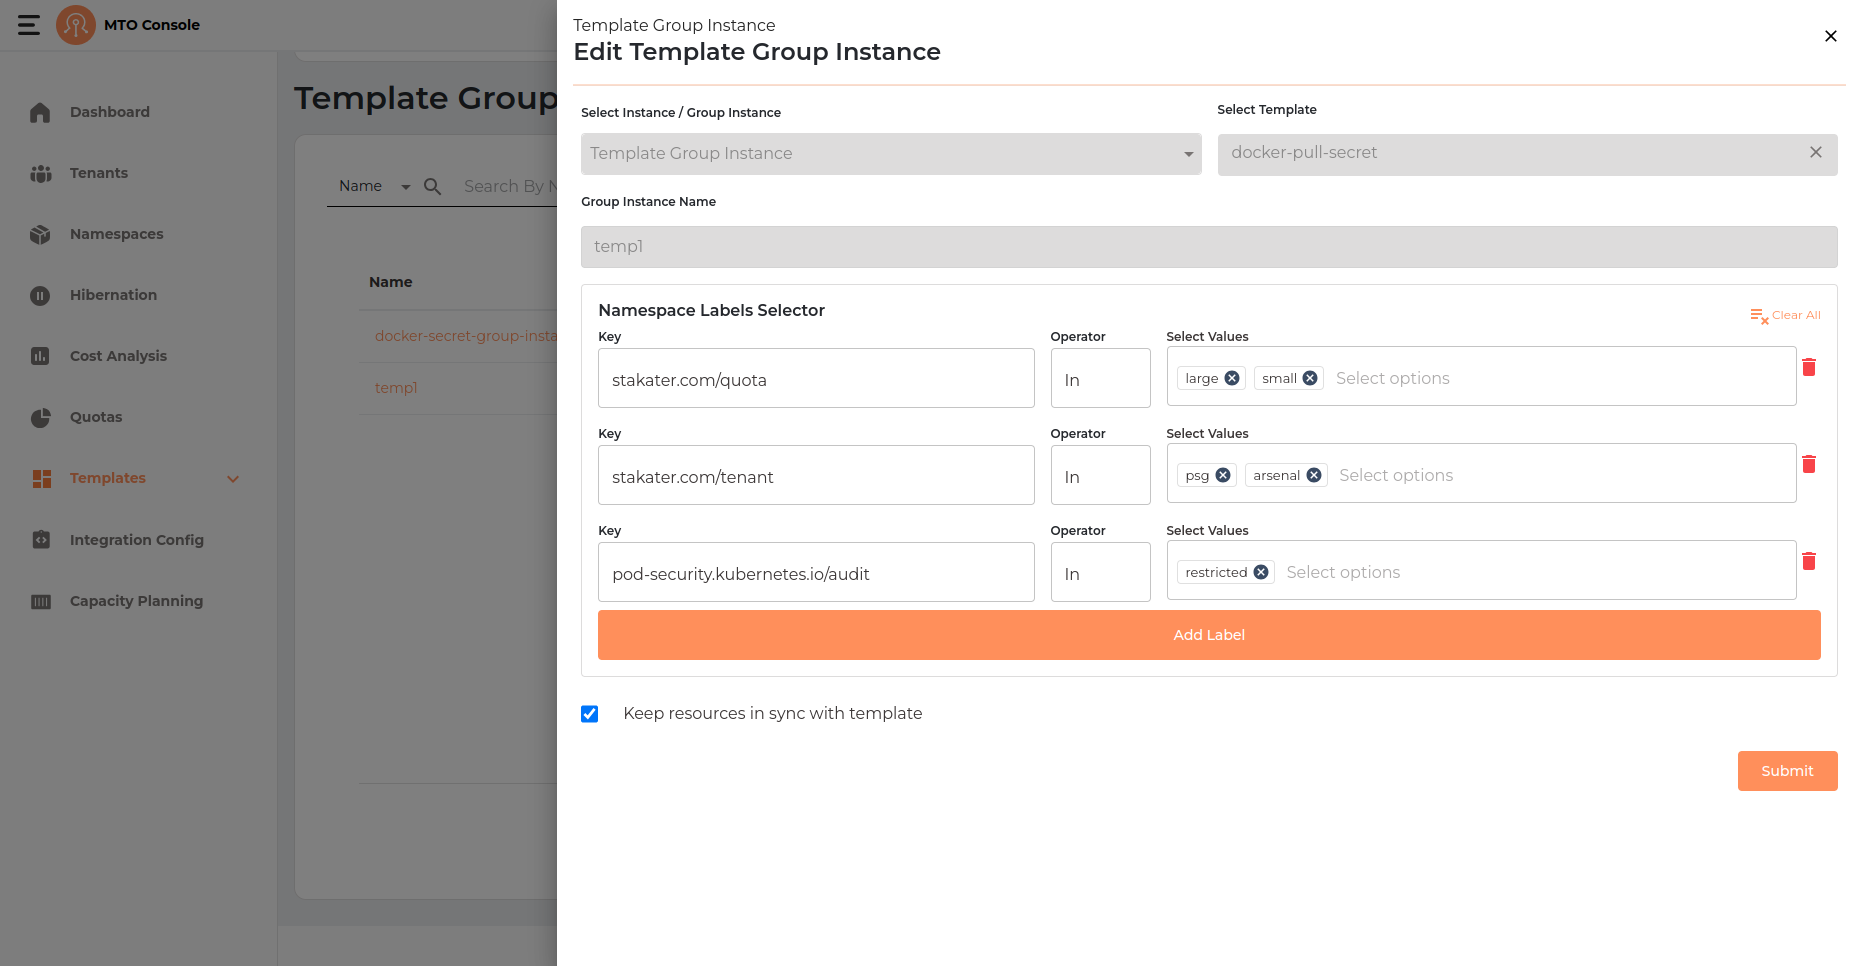 MTO Console
Dashboard
Tenants
Namespaces
Hibernation
Cost Analysis
Quotas
Templates
Integration Config
Capacity Planning
Template Group
Name
Search By N
Name
docker-secret-group-insta
temp1
Template Group Instance
Edit Template Group Instance
Select Instance / Group Instance
Select Template
Template Group Instance
docker-pull-secret
Group Instance Name
temp1
Namespace Labels Selector
Clear All
Key Operator Select Values
stakater.com/quota In large small Select options
Key Operator Select Values
stakater.com/tenant In psg arsenal Select options
Key Operator Select Values
pod-security.kubernetes.io/audit In restricted Select options
Add Label
Keep resources in sync with template
Submit